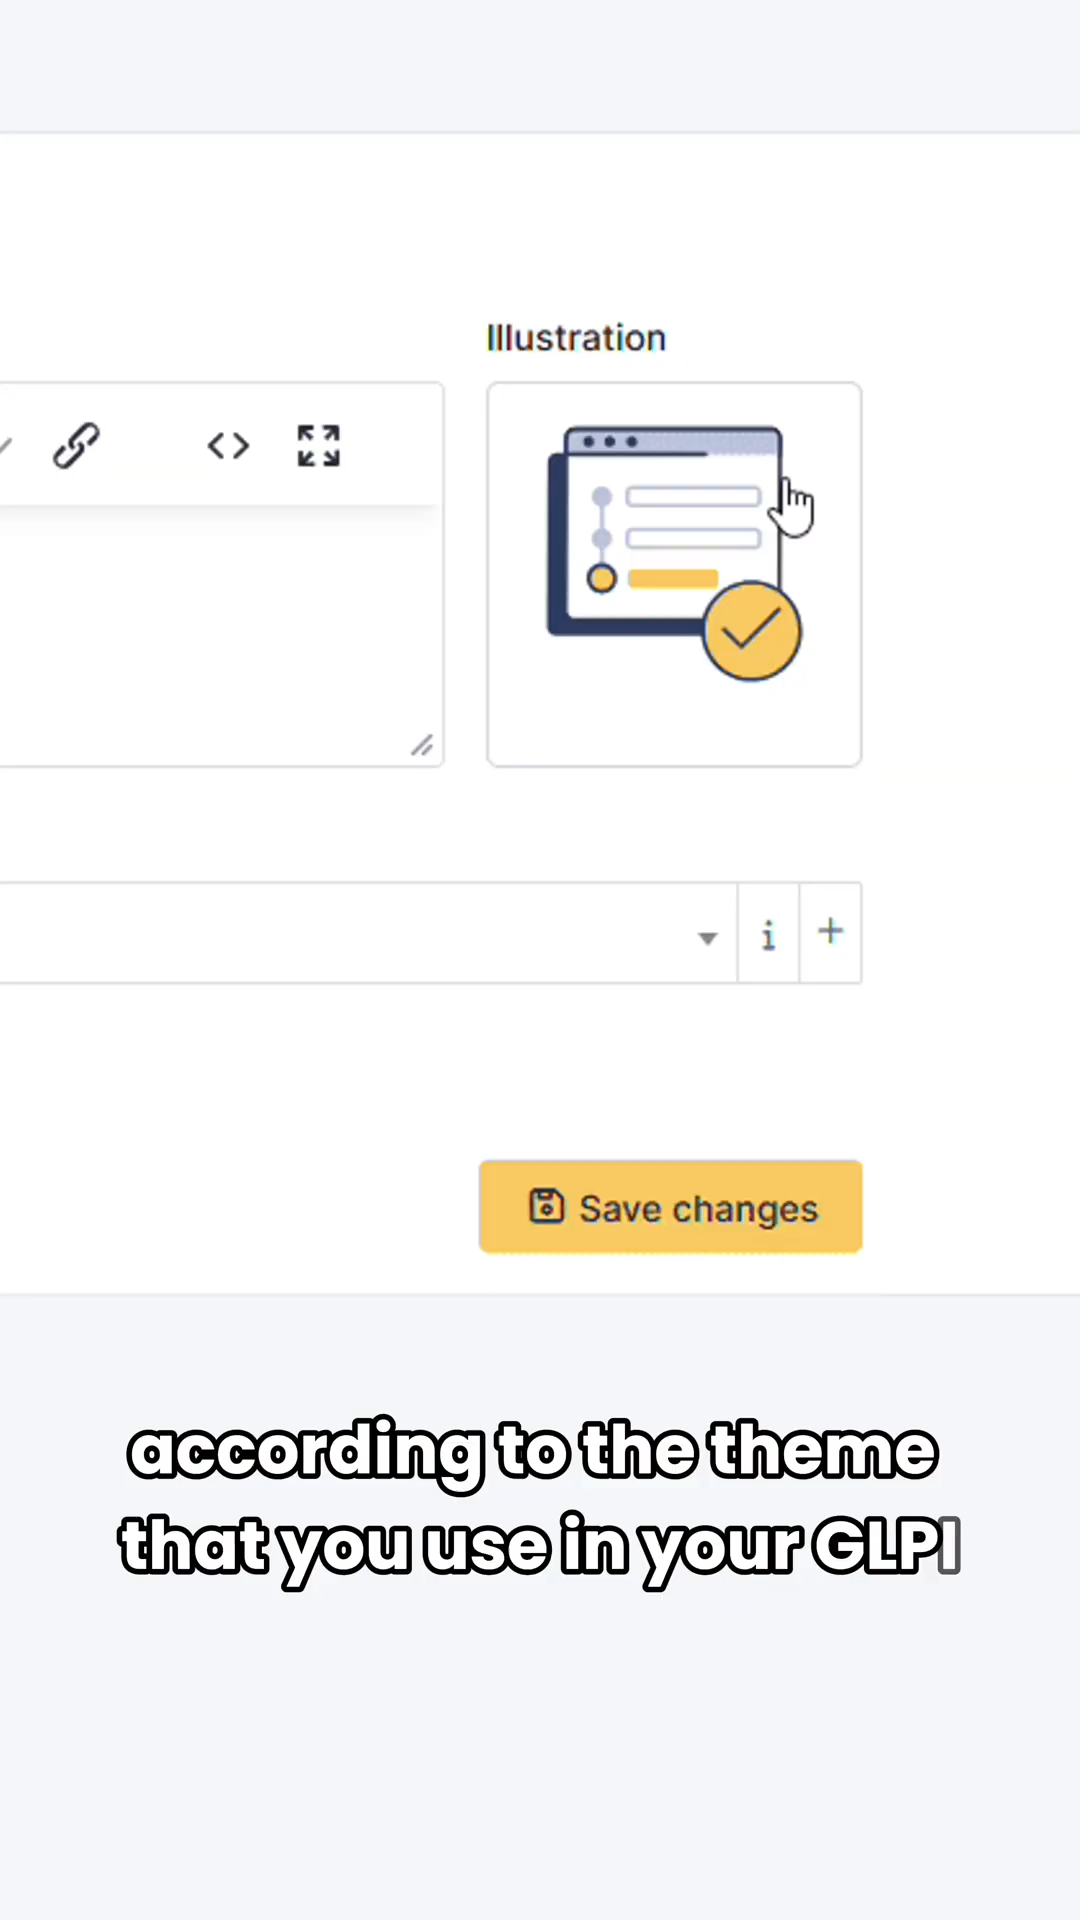 Illustration
Save changes
according to the theme
that you use in your GLPI